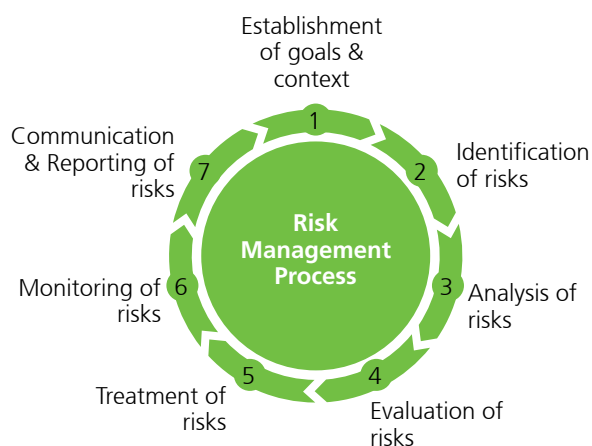 Establishment
of goals &
context
1
Identification
of risks
2
Analysis of
risks
3
Evaluation of
risks
4
Treatment of
risks
5
Monitoring of
risks
6
Communication
& Reporting of
risks
7
Risk
Management
Process